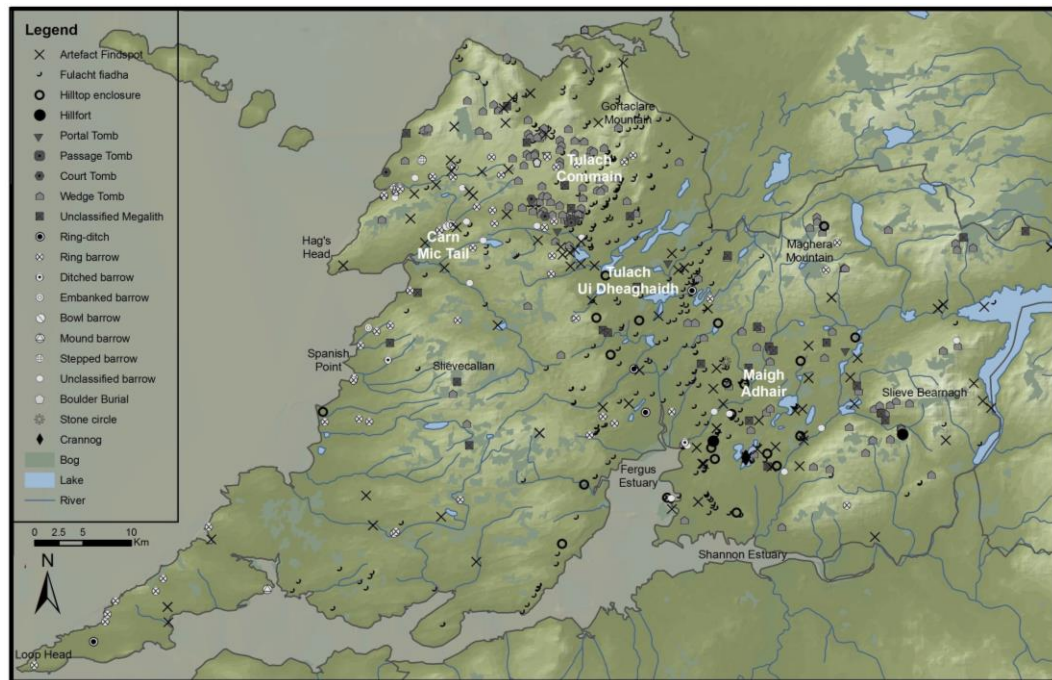 Legend
Artefact Findspot
Fulacht fiadha
Hilltop enclosure
Hillfort
Portal Tomb
Passage Tomb
Court Tomb
Wedge Tomb
Unclassified Megalith
Ring-ditch
Ring barrow
Ditched barrow
Embanked barrow
Bowl barrow
Mound barrow
Stepped barrow
Unclassified barrow
Boulder Burial
Stone circle
Crannog
Bog
Lake
River
0 2.5 5 10
Km
N
Gortaclare
Mountain
Tulach
Commain
Hag's
Head
Carn
Mic Tail
Maghera
Mountain
Tulach
Ui Dheaghaidh
Spanish
Point
Slievecallan
Maigh
Adhair
Slieve Bearnagh
Fergus
Estuary
Shannon Estuary
Loop Head